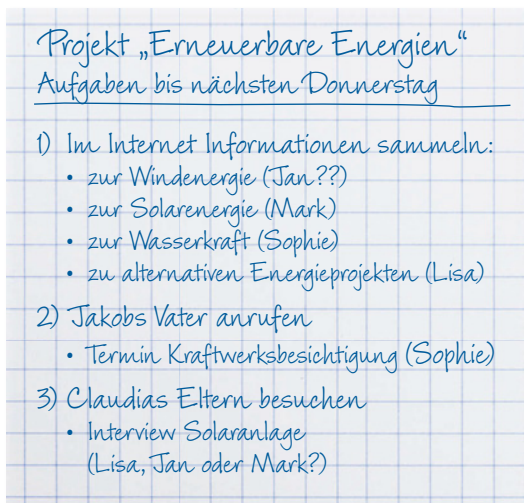 Projekt „Erneuerbare Energien“
Aufgaben bis nächsten Donnerstag
1) Im Internet Informationen sammeln:
• zur Windenergie (Jan??)
• zur Solarenergie (Mark)
• zur Wasserkraft (Sophie)
• zu alternativen Energieprojekten (Lisa)
2) Jakobs Vater anrufen
• Termin Kraftwerksbesichtigung (Sophie)
3) Claudias Eltern besuchen
• Interview Solaranlage
(Lisa, Jan oder Mark?)